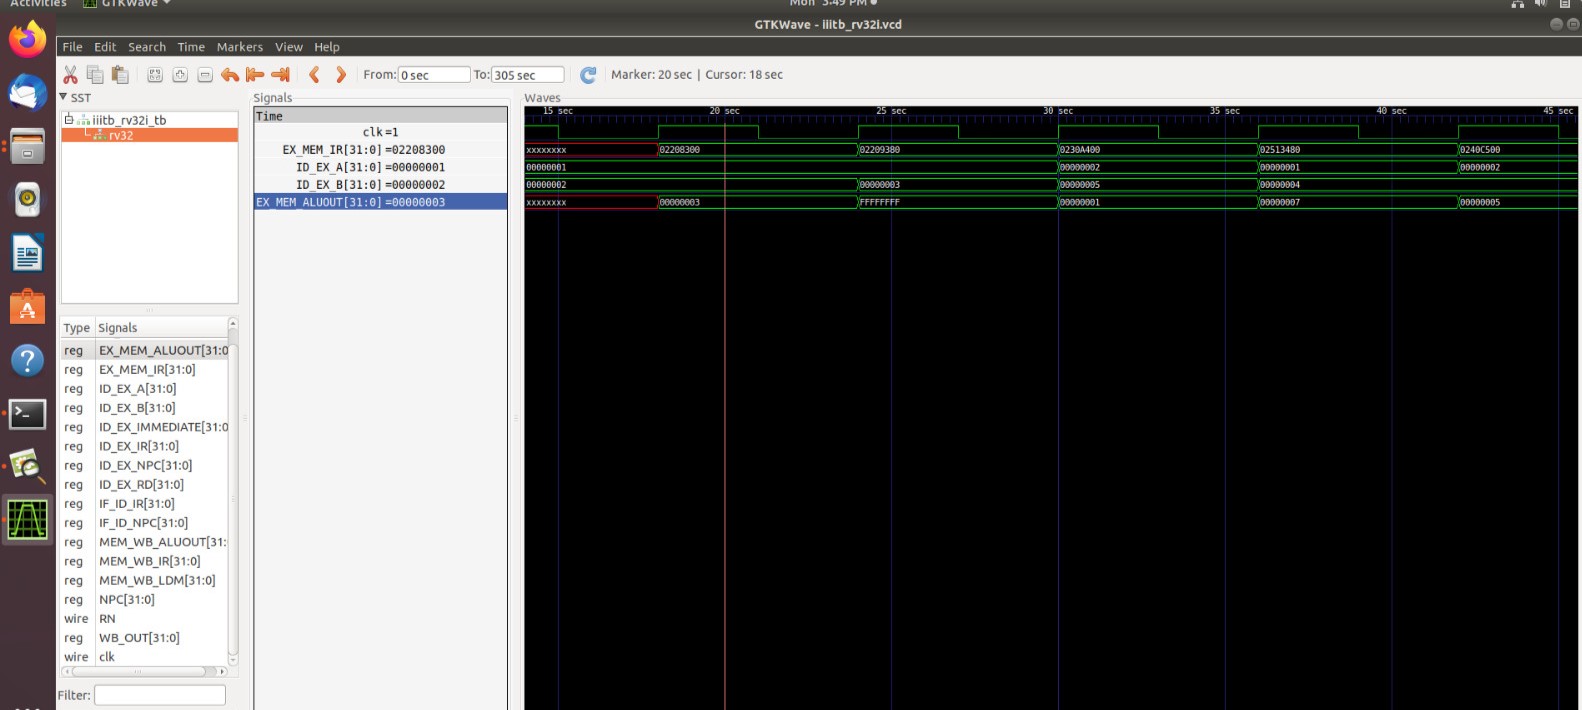 Activities GTKWave Mon 3:49 PM
GTKWave - iiitb_rv32i.vcd
File Edit Search Time Markers View Help
From: 0 sec To: 305 sec Marker: 20 sec | Cursor: 18 sec
SST
iiitb_rv32i_tb
rv32
Type Signals
reg EX_MEM_ALUOUT[31:0
reg EX_MEM_IR[31:0]
reg ID_EX_A[31:0]
reg ID_EX_B[31:0]
reg ID_EX_IMMEDIATE[31:0
reg ID_EX_IR[31:0]
reg ID_EX_NPC[31:0]
reg ID_EX_RD[31:0]
reg IF_ID_IR[31:0]
reg IF_ID_NPC[31:0]
reg MEM_WB_ALUOUT[31:
reg MEM_WB_IR[31:0]
reg MEM_WB_LDM[31:0]
reg NPC[31:0]
wire RN
reg WB_OUT[31:0]
wire clk
Filter:
Signals
Time
clk=1
EX_MEM_IR[31:0]=02208300
ID_EX_A[31:0]=00000001
ID_EX_B[31:0]=00000002
EX_MEM_ALUOUT[31:0]=00000003
Waves
15 sec 20 sec 25 sec 30 sec 35 sec 40 sec 45 sec
xxxxxxxx 02208300 02209380 0230A400 02513480 0240C500
00000001 00000002 00000001 00000002
00000002 00000003 00000005 00000004
xxxxxxxx 00000003 FFFFFFFF 00000001 00000007 00000005